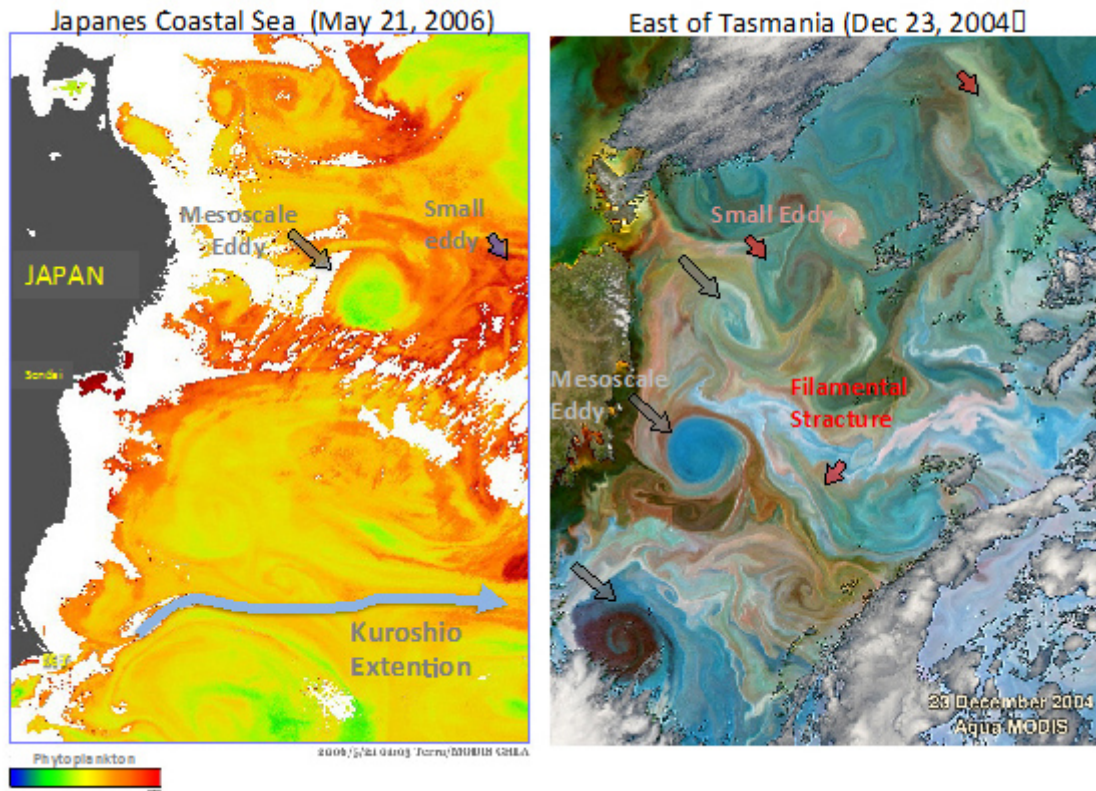 Japanes Coastal Sea (May 21, 2006)
East of Tasmania (Dec 23, 2004
Mesoscale
Eddy
Small
eddy
JAPAN
Sendai
Kuroshio
Extention
Phytoplankton
Small Eddy
Mesoscale
Eddy
Filamental
Stracture
23 December 2004
Aqua MODIS